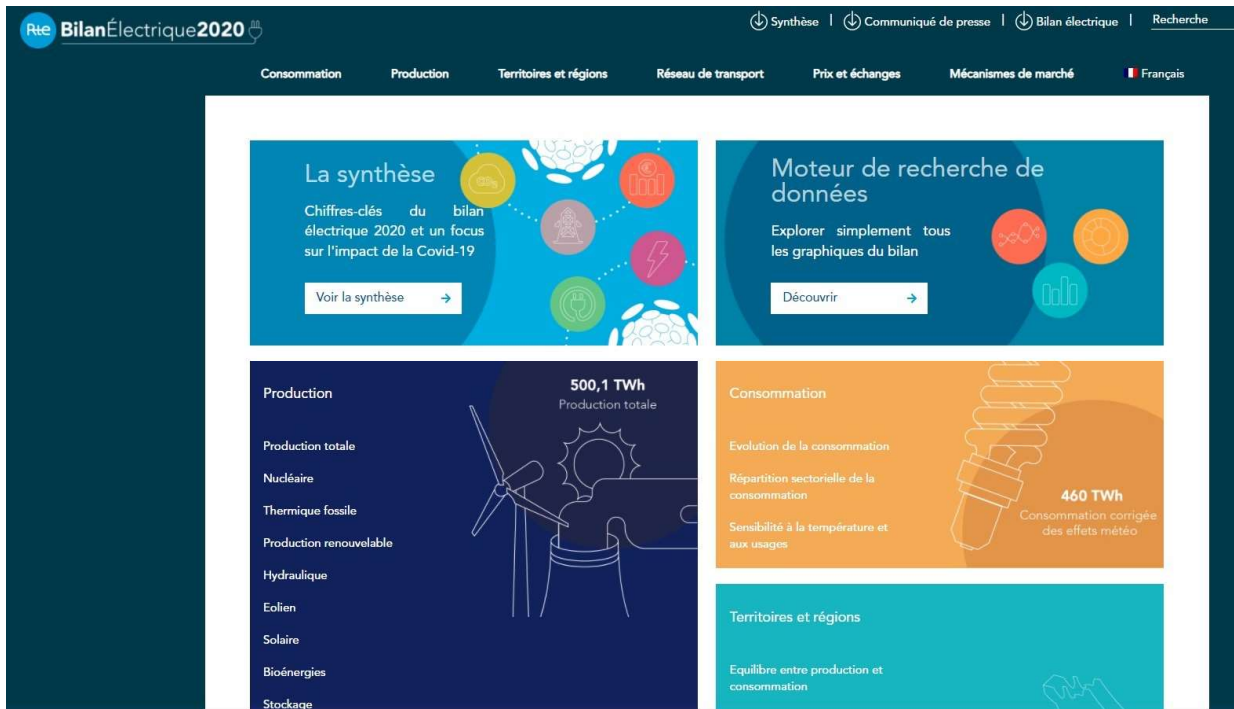 Rte BilanÉlectrique2020
Synthèse | Communiqué de presse | Bilan électrique | Recherche
Consommation Production Territoires et régions Réseau de transport Prix et échanges Mécanismes de marché Français
La synthèse
Chiffres-clés du bilan
électrique 2020 et un focus
sur l'impact de la Covid-19
Voir la synthèse
CO₂
€
Moteur de recherche de
données
Explorer simplement tous
les graphiques du bilan
Découvrir
Production
500,1 TWh
Production totale
Production totale
Nucléaire
Thermique fossile
Production renouvelable
Hydraulique
Eolien
Solaire
Bioénergies
Stockage
Consommation
Evolution de la consommation
Répartition sectorielle de la
consommation
Sensibilité à la température et
aux usages
460 TWh
Consommation corrigée
des effets météo
Territoires et régions
Equilibre entre production et
consommation